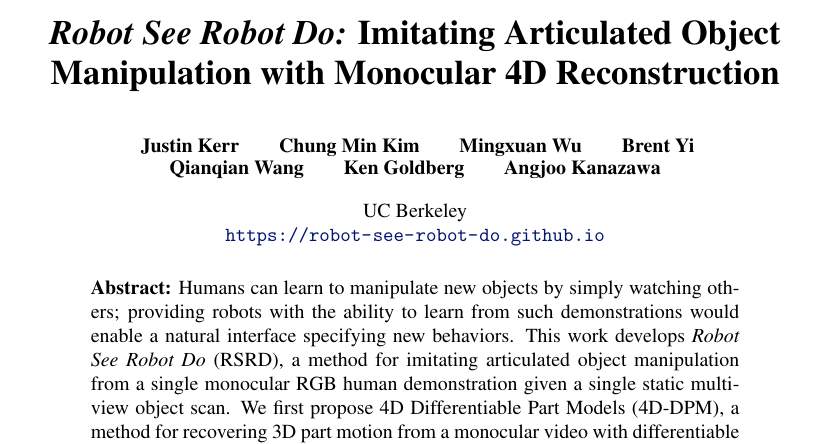 Robot See Robot Do: Imitating Articulated Object
Manipulation with Monocular 4D Reconstruction
Justin Kerr Chung Min Kim Mingxuan Wu Brent Yi
Qianqian Wang Ken Goldberg Angjoo Kanazawa
UC Berkeley
https://robot-see-robot-do.github.io
Abstract: Humans can learn to manipulate new objects by simply watching oth-
ers; providing robots with the ability to learn from such demonstrations would
enable a natural interface specifying new behaviors. This work develops Robot
See Robot Do (RSRD), a method for imitating articulated object manipulation
from a single monocular RGB human demonstration given a single static multi-
view object scan. We first propose 4D Differentiable Part Models (4D-DPM), a
method for recovering 3D part motion from a monocular video with differentiable